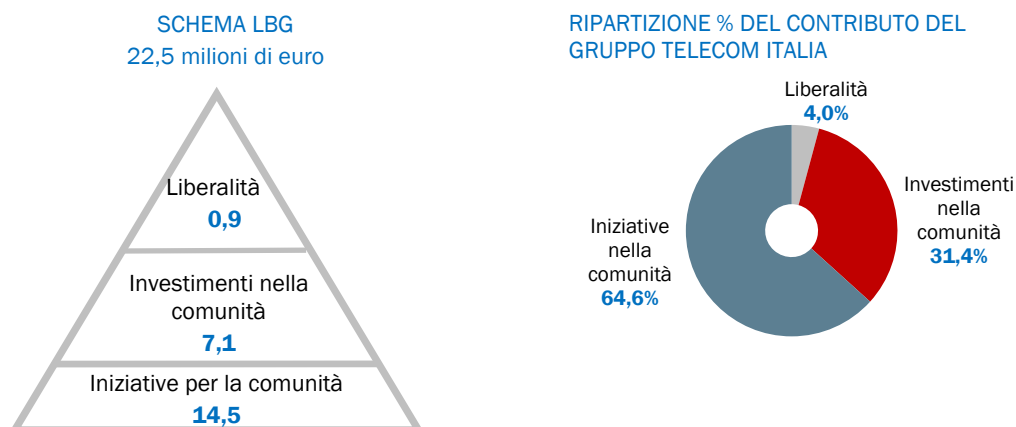 SCHEMA LBG
22,5 milioni di euro
Liberalità
0,9
Investimenti nella
comunità
7,1
Iniziative per la comunità
14,5
RIPARTIZIONE % DEL CONTRIBUTO DEL
GRUPPO TELECOM ITALIA
Liberalità
4,0%
Investimenti
nella
comunità
31,4%
Iniziative
nella
comunità
64,6%